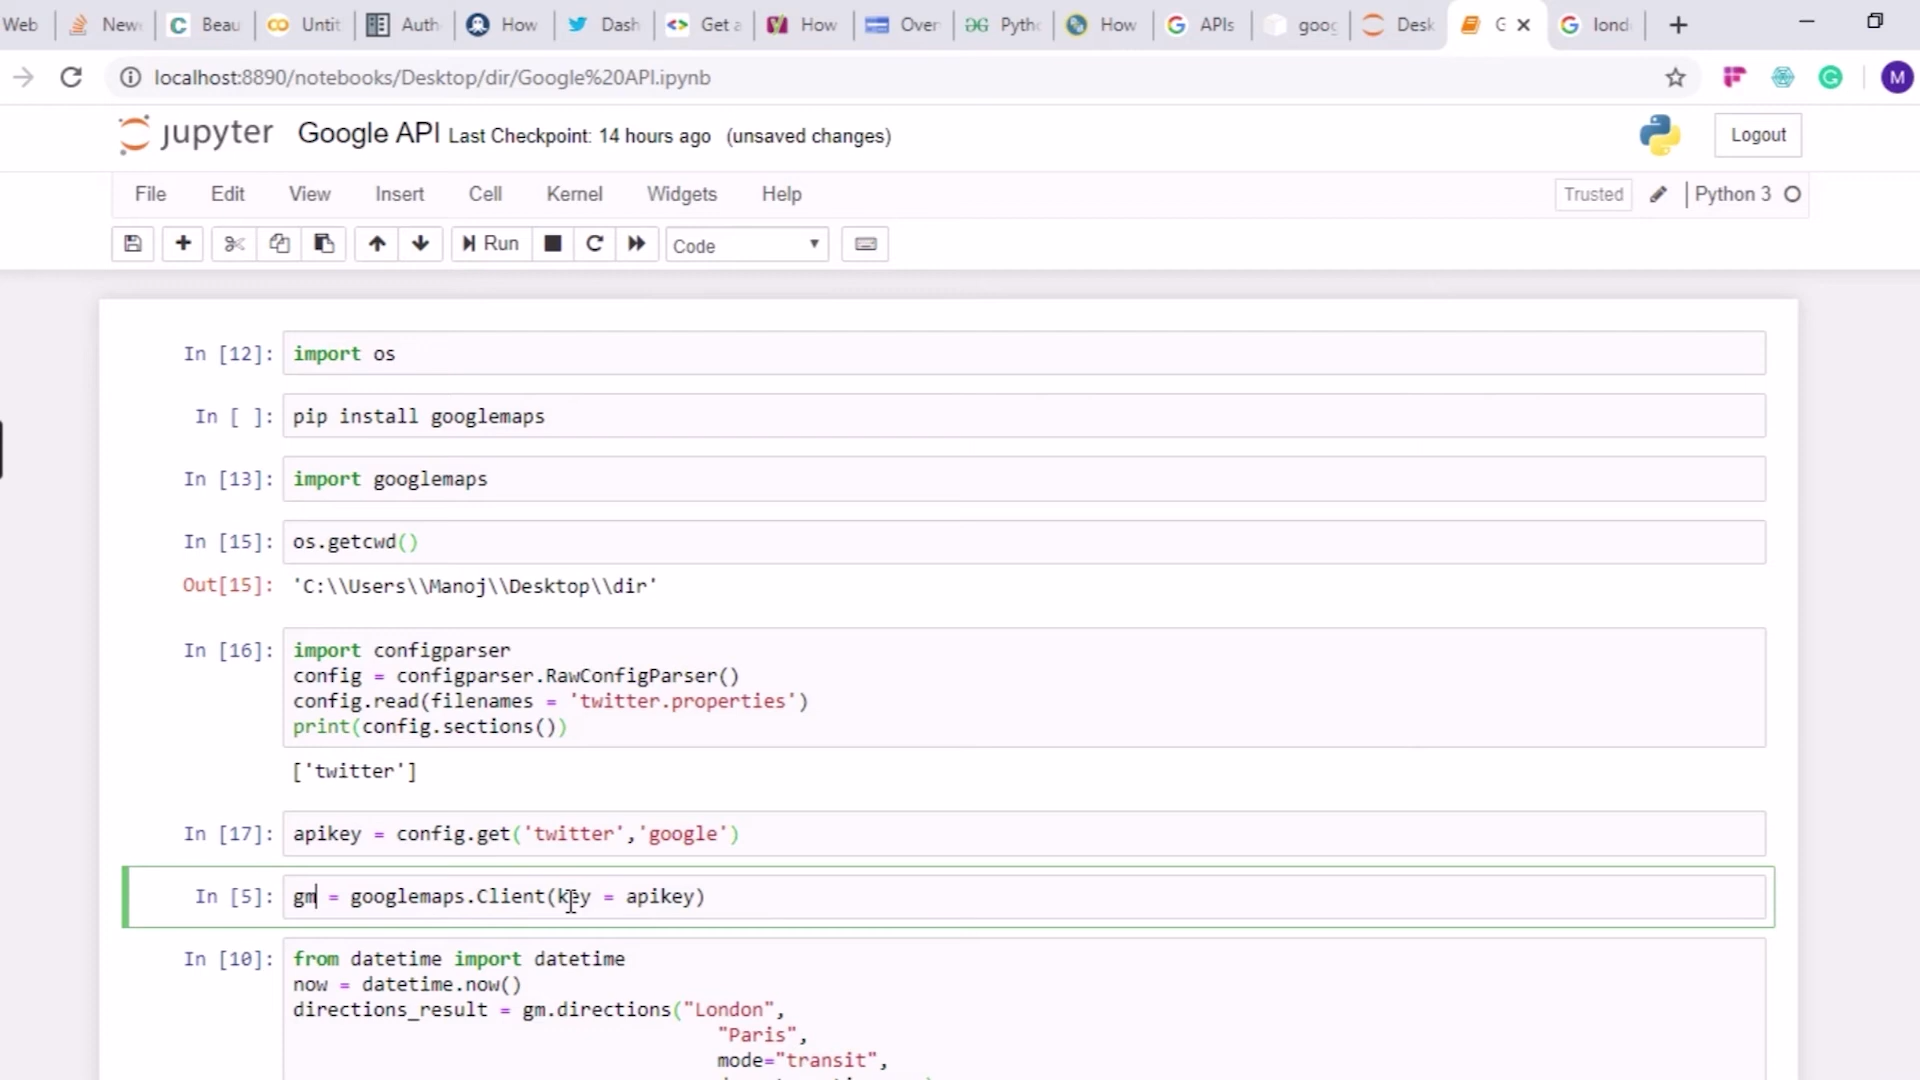 Web New Beau Untit Auth How Dash Get a How Over Pytho How APIs goog Desk G lond
localhost:8890/notebooks/Desktop/dir/Google%20API.ipynb
M
jupyter Google API Last Checkpoint: 14 hours ago (unsaved changes) Logout
File Edit View Insert Cell Kernel Widgets Help Trusted Python 3
Run Code
In [12]: import os
In [ ]: pip install googlemaps
In [13]: import googlemaps
In [15]: os.getcwd()
Out[15]: 'C:\\Users\\Manoj\\Desktop\\dir'
In [16]: import configparser
config = configparser.RawConfigParser()
config.read(filenames = 'twitter.properties')
print(config.sections())
['twitter']
In [17]: apikey = config.get('twitter','google')
In [5]: gm = googlemaps.Client(key = apikey)
In [10]: from datetime import datetime
now = datetime.now()
directions_result = gm.directions("London",
"Paris",
mode="transit",